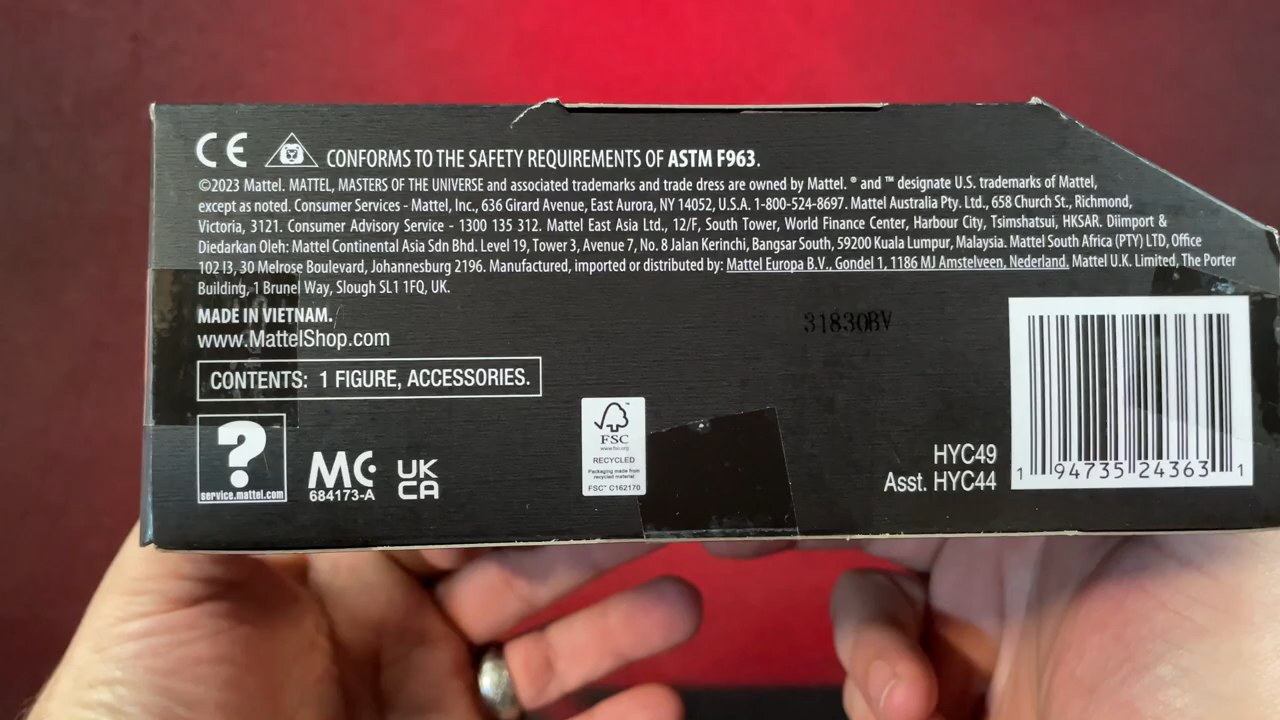 CE CONFORMS TO THE SAFETY REQUIREMENTS OF ASTM F963.
©2023 Mattel. MATTEL, MASTERS OF THE UNIVERSE and associated trademarks and trade dress are owned by Mattel. ® and ™ designate U.S. trademarks of Mattel,
except as noted. Consumer Services - Mattel, Inc., 636 Girard Avenue, East Aurora, NY 14052, U.S.A. 1-800-524-8697. Mattel Australia Pty. Ltd., 658 Church St., Richmond,
Victoria, 3121. Consumer Advisory Service - 1300 135 312. Mattel East Asia Ltd., 12/F, South Tower, World Finance Center, Harbour City, Tsimshatsui, HKSAR. Diimport &
Diedarkan Oleh: Mattel Continental Asia Sdn Bhd. Level 19, Tower 3, Avenue 7, No. 8 Jalan Kerinchi, Bangsar South, 59200 Kuala Lumpur, Malaysia. Mattel South Africa (PTY) LTD, Office
102 I3, 30 Melrose Boulevard, Johannesburg 2196. Manufactured, imported or distributed by: Mattel Europa B.V., Gondel 1, 1186 MJ Amstelveen, Nederland. Mattel U.K. Limited, The Porter
Building, 1 Brunel Way, Slough SL1 1FQ, UK.
MADE IN VIETNAM.
www.MattelShop.com
31830BV
CONTENTS: 1 FIGURE, ACCESSORIES.
?
service.mattel.com
MC
684173-A
UK
CA
FSC
www.fsc.org
RECYCLED
Packaging made from
recycled material
FSC™ C162170
HYC49
Asst. HYC44
1 94735 24363 1